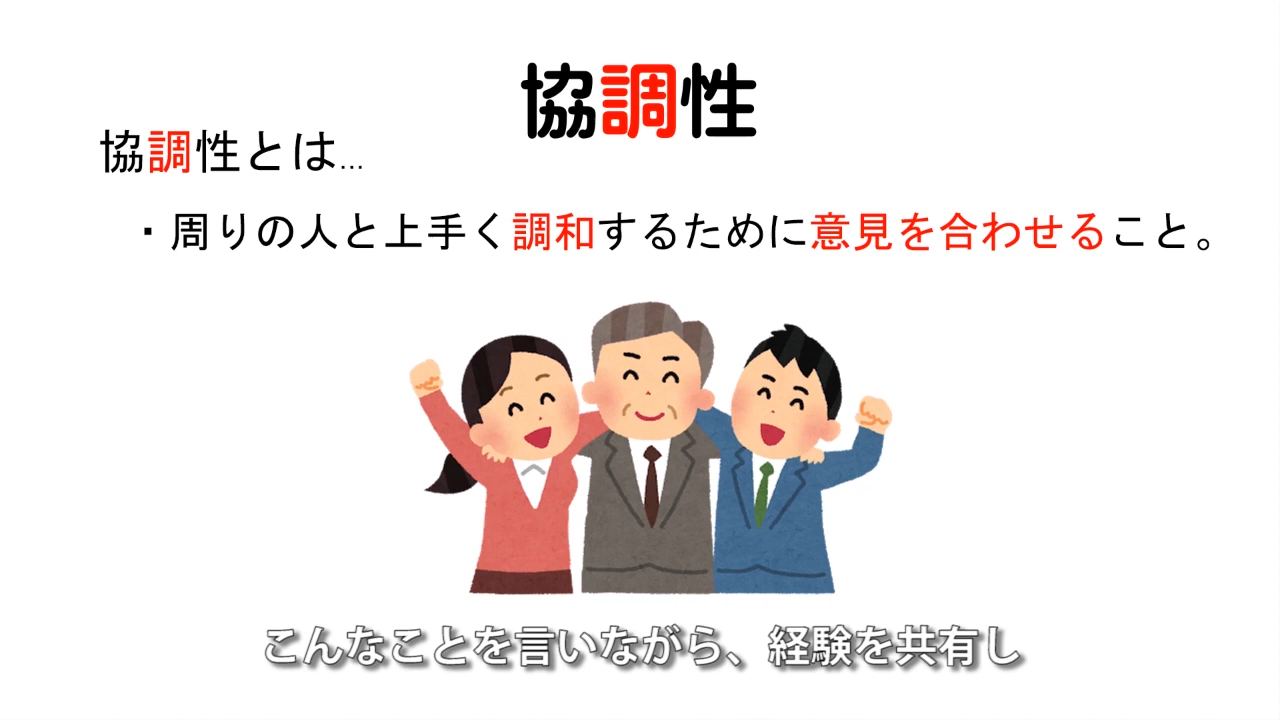 協調性
協調性とは...
・周りの人と上手く調和するために意見を合わせること。
こんなことを言いながら、経験を共有し